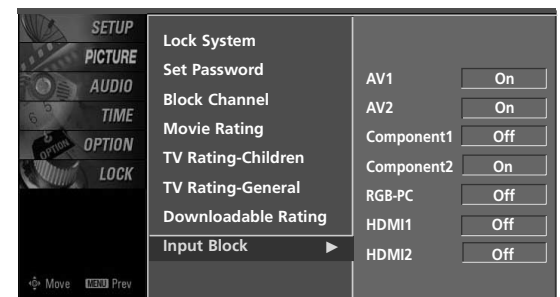 SETUP
PICTURE
AUDIO
TIME
OPTION
LOCK
Move MENU Prev
Lock System
Set Password
Block Channel
Movie Rating
TV Rating-Children
TV Rating-General
Downloadable Rating
Input Block ▶
AV1 On
AV2 On
Component1 Off
Component2 On
RGB-PC Off
HDMI1 Off
HDMI2 Off